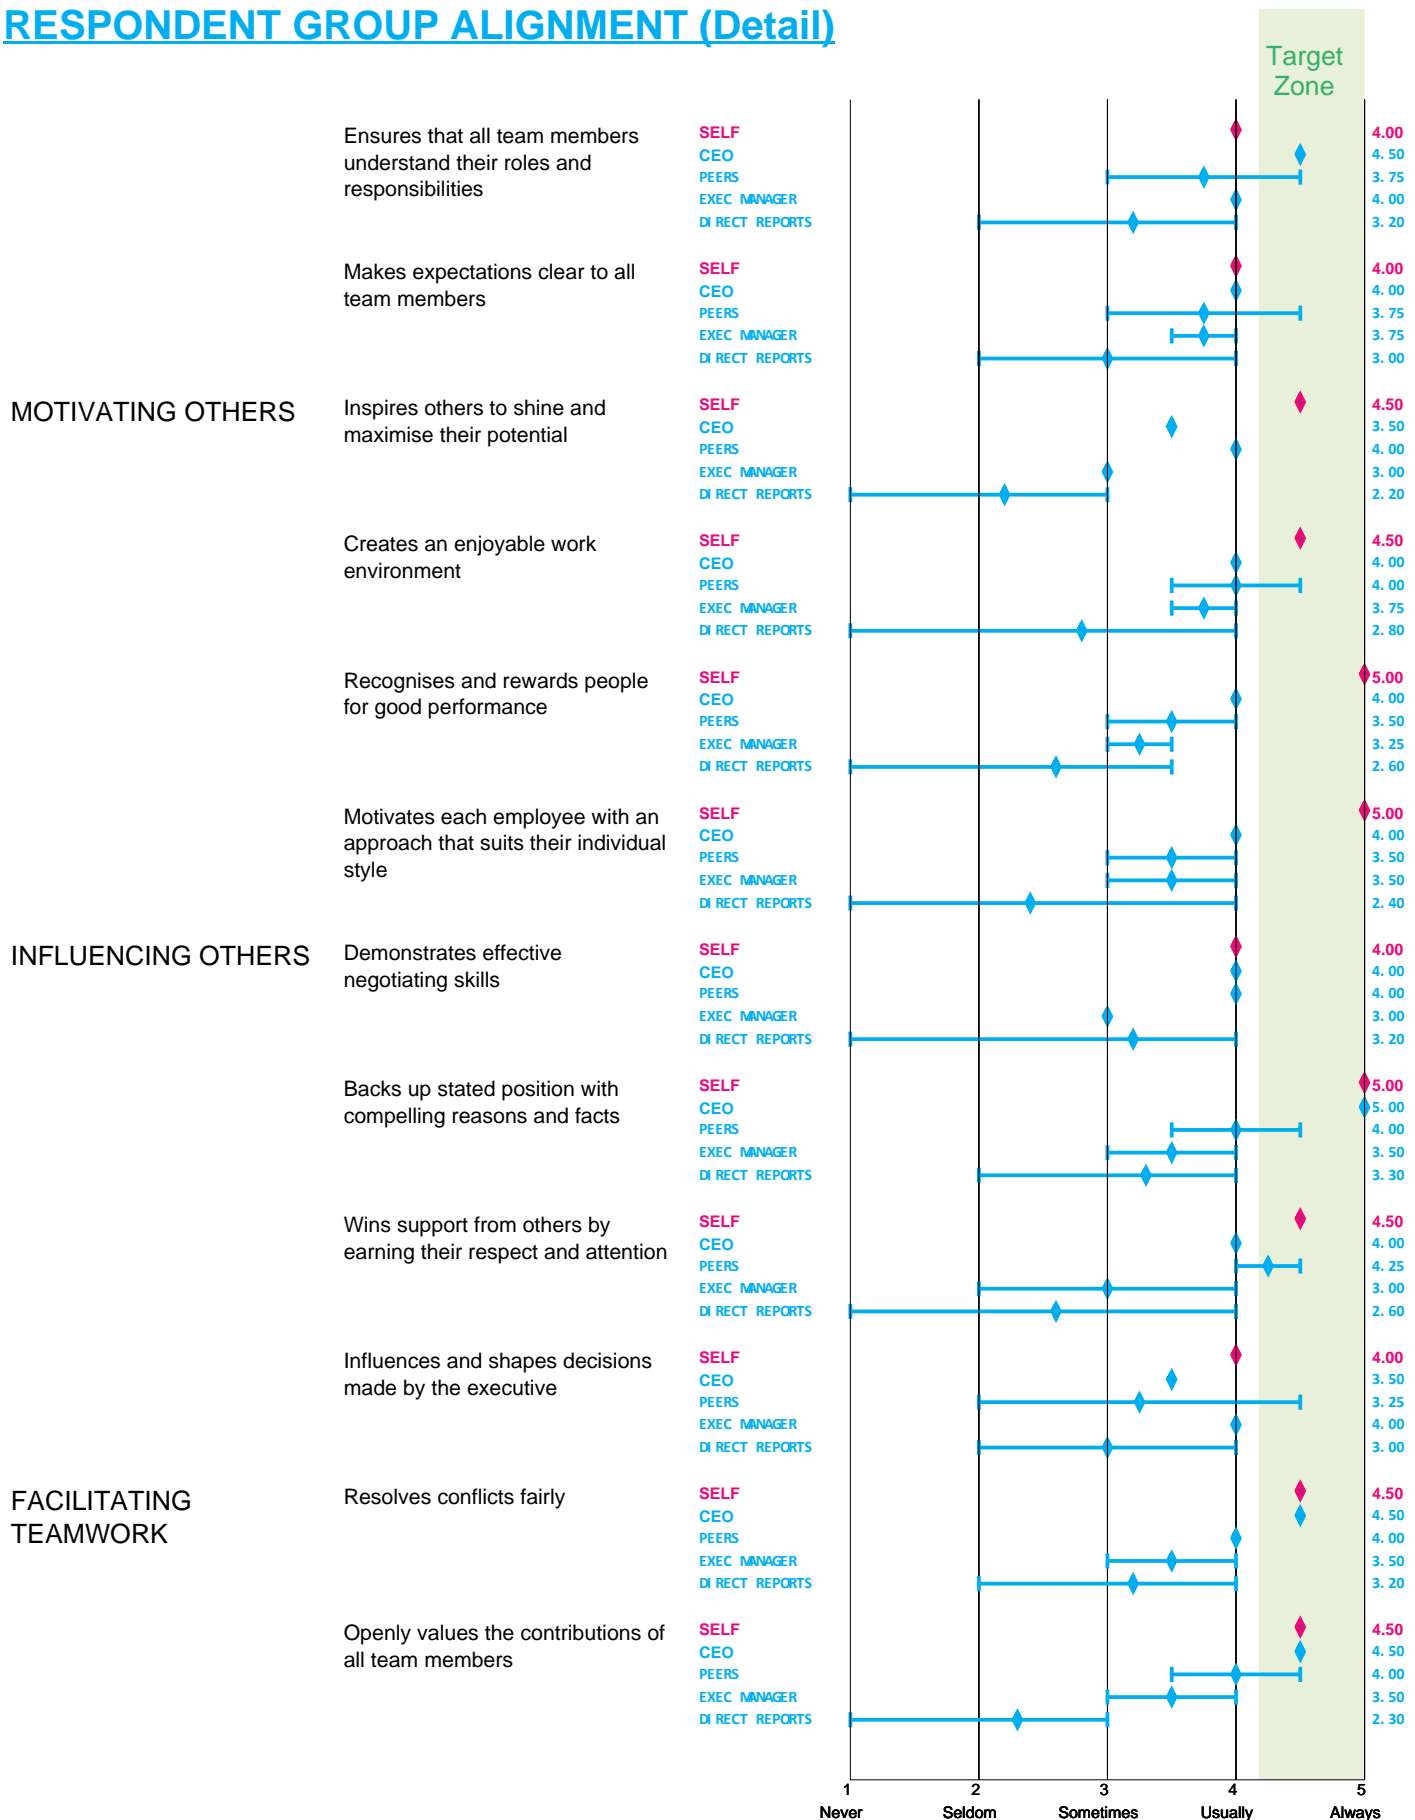 RESPONDENT GROUP ALIGNMENT (Detail)
Target
Zone
Ensures that all team members
understand their roles and
responsibilities
SELF 4.00
CEO 4.50
PEERS 3.75
EXEC MANAGER 4.00
DIRECT REPORTS 3.20
Makes expectations clear to all
team members
SELF 4.00
CEO 4.00
PEERS 3.75
EXEC MANAGER 3.75
DIRECT REPORTS 3.00
MOTIVATING OTHERS
Inspires others to shine and
maximise their potential
SELF 4.50
CEO 3.50
PEERS 4.00
EXEC MANAGER 3.00
DIRECT REPORTS 2.20
Creates an enjoyable work
environment
SELF 4.50
CEO 4.00
PEERS 4.00
EXEC MANAGER 3.75
DIRECT REPORTS 2.80
Recognises and rewards people
for good performance
SELF 5.00
CEO 4.00
PEERS 3.50
EXEC MANAGER 3.25
DIRECT REPORTS 2.60
Motivates each employee with an
approach that suits their individual
style
SELF 5.00
CEO 4.00
PEERS 3.50
EXEC MANAGER 3.50
DIRECT REPORTS 2.40
INFLUENCING OTHERS
Demonstrates effective
negotiating skills
SELF 4.00
CEO 4.00
PEERS 4.00
EXEC MANAGER 3.00
DIRECT REPORTS 3.20
Backs up stated position with
compelling reasons and facts
SELF 5.00
CEO 5.00
PEERS 4.00
EXEC MANAGER 3.50
DIRECT REPORTS 3.30
Wins support from others by
earning their respect and attention
SELF 4.50
CEO 4.00
PEERS 4.25
EXEC MANAGER 3.00
DIRECT REPORTS 2.60
Influences and shapes decisions
made by the executive
SELF 4.00
CEO 3.50
PEERS 3.25
EXEC MANAGER 4.00
DIRECT REPORTS 3.00
FACILITATING
TEAMWORK
Resolves conflicts fairly
SELF 4.50
CEO 4.50
PEERS 4.00
EXEC MANAGER 3.50
DIRECT REPORTS 3.20
Openly values the contributions of
all team members
SELF 4.50
CEO 4.50
PEERS 4.00
EXEC MANAGER 3.50
DIRECT REPORTS 2.30
1 2 3 4 5
Never Seldom Sometimes Usually Always